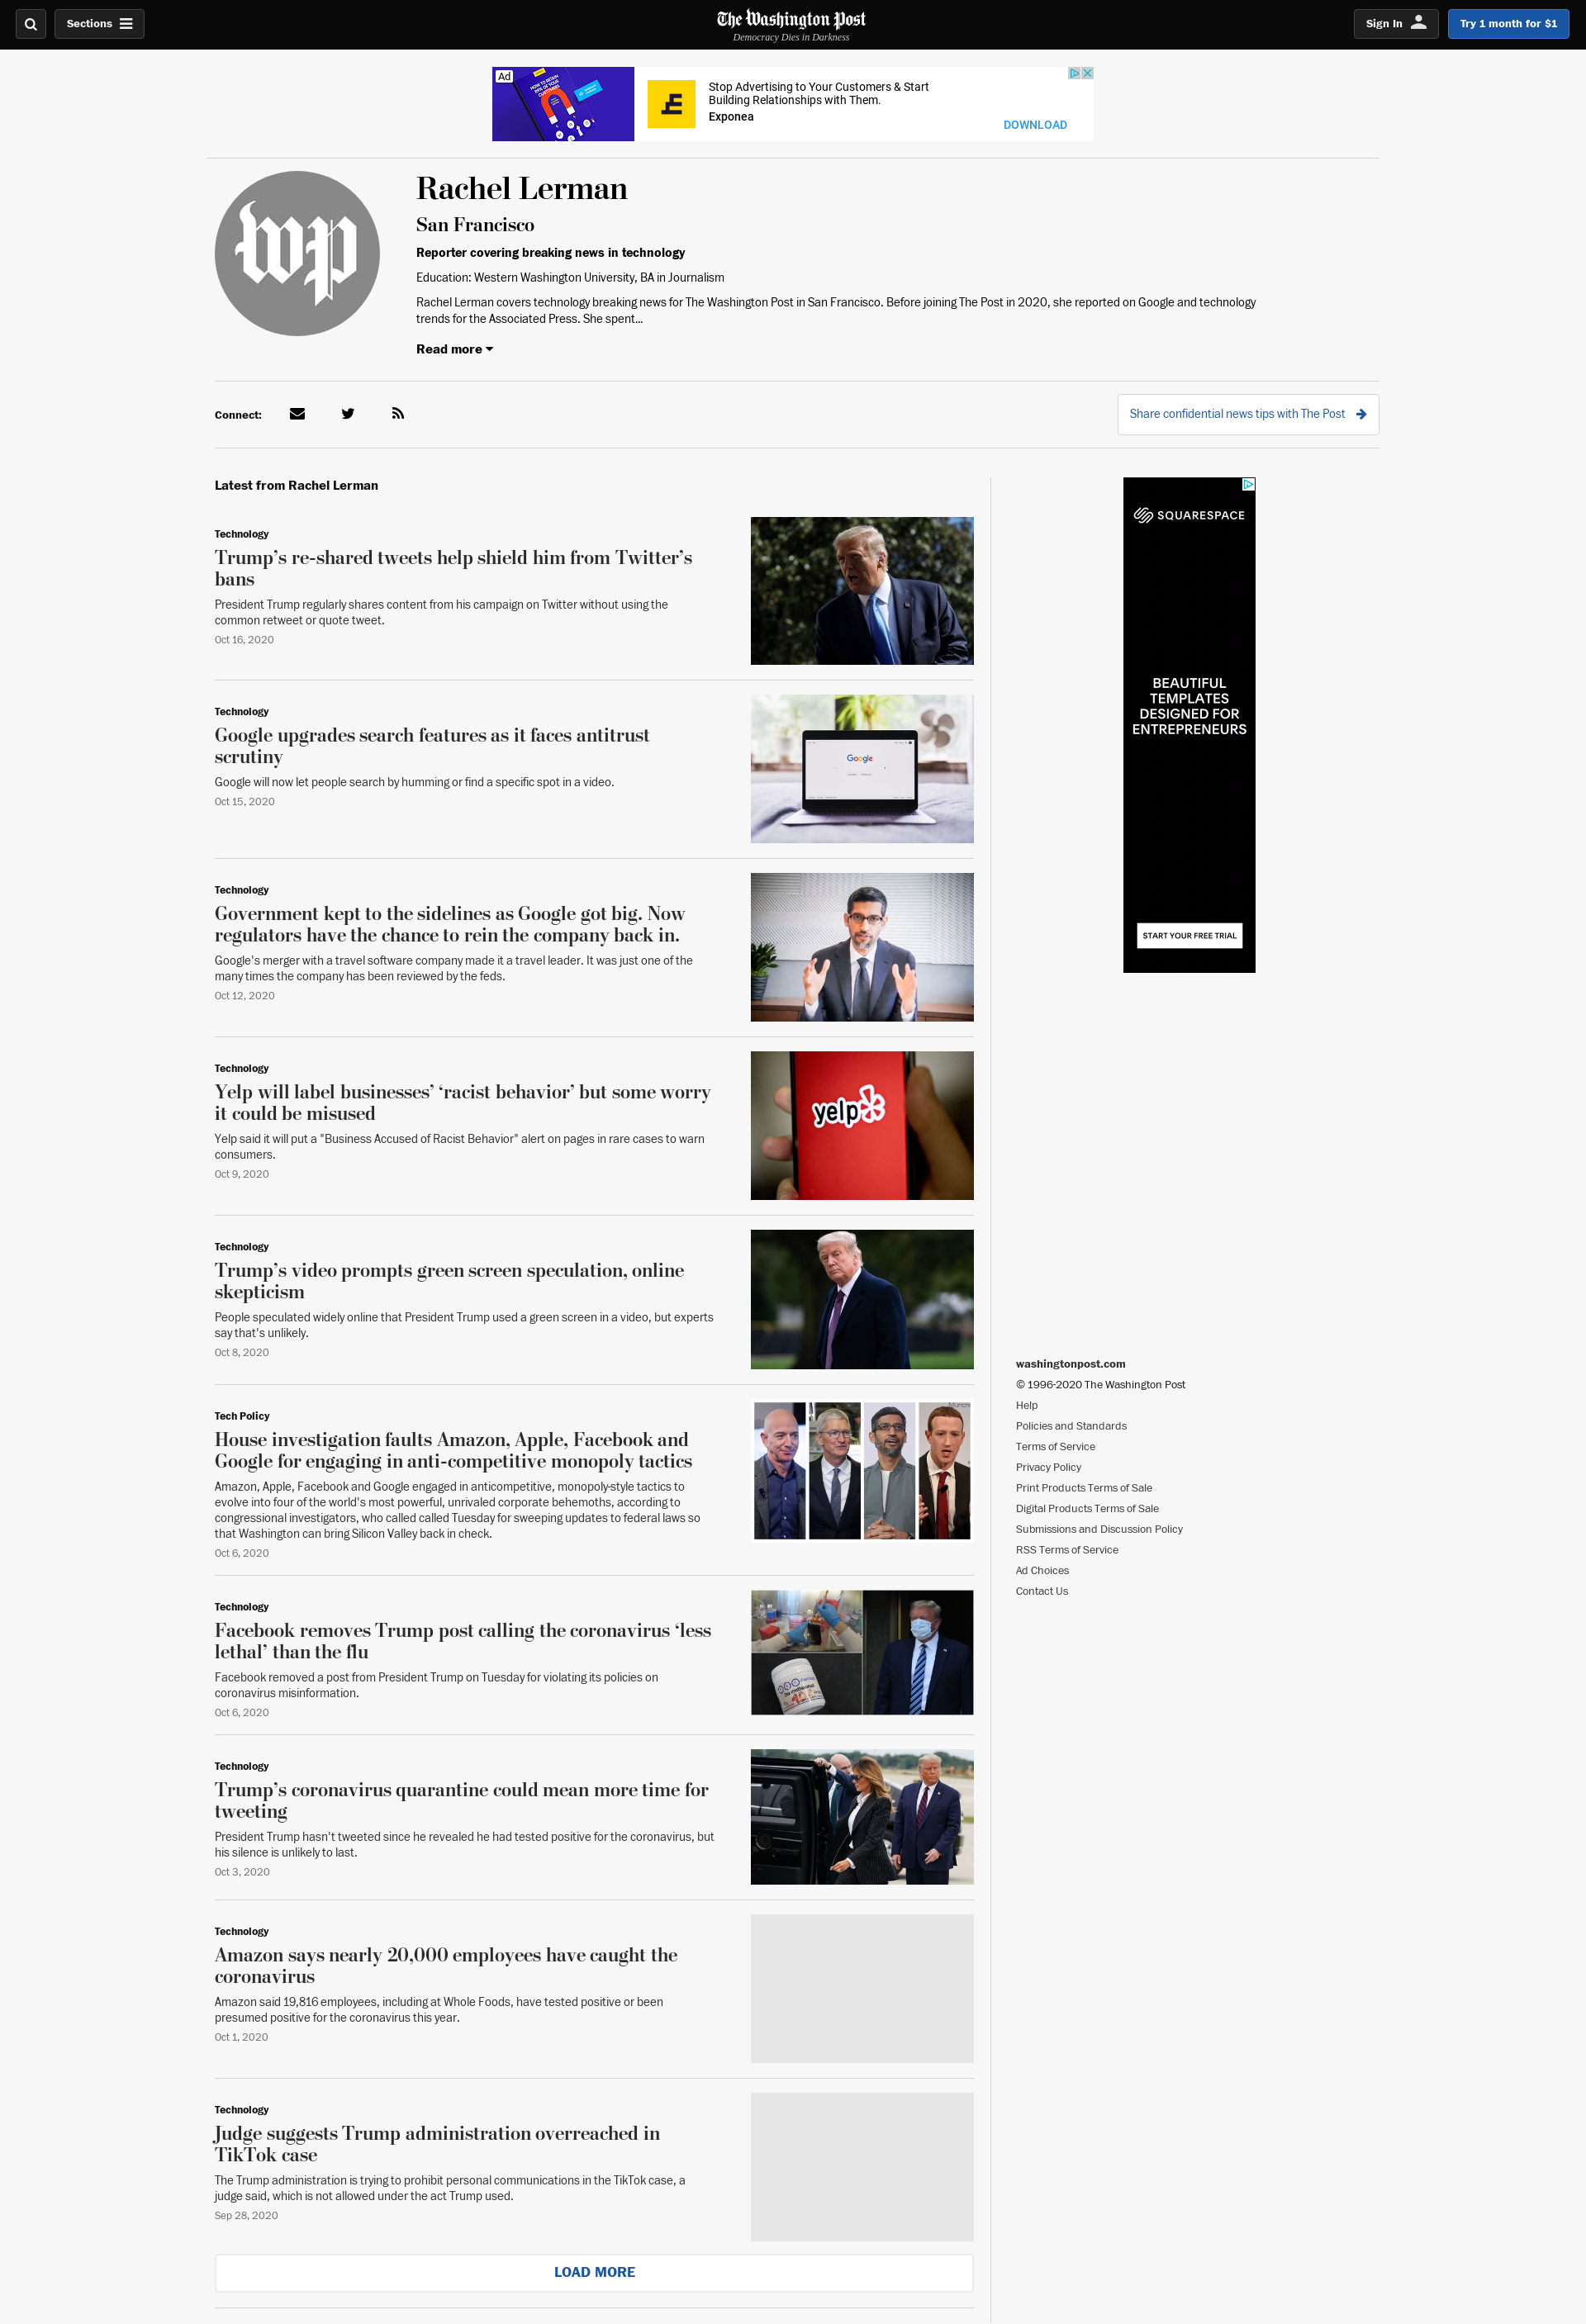 Sections
The Washington Post
Democracy Dies in Darkness
Sign In
Try 1 month for $1
Ad
Stop Advertising to Your Customers & Start
Building Relationships with Them.
Exponea
DOWNLOAD
wp
Rachel Lerman
San Francisco
Reporter covering breaking news in technology
Education: Western Washington University, BA in Journalism
Rachel Lerman covers technology breaking news for The Washington Post in San Francisco. Before joining The Post in 2020, she reported on Google and technology
trends for the Associated Press. She spent...
Read more
Connect:
Share confidential news tips with The Post
Latest from Rachel Lerman
Technology
Trump’s re-shared tweets help shield him from Twitter’s
bans
President Trump regularly shares content from his campaign on Twitter without using the
common retweet or quote tweet.
Oct 16, 2020
Technology
Google upgrades search features as it faces antitrust
scrutiny
Google will now let people search by humming or find a specific spot in a video.
Oct 15, 2020
Google
Technology
Government kept to the sidelines as Google got big. Now
regulators have the chance to rein the company back in.
Google's merger with a travel software company made it a travel leader. It was just one of the
many times the company has been reviewed by the feds.
Oct 12, 2020
Technology
Yelp will label businesses’ ‘racist behavior’ but some worry
it could be misused
Yelp said it will put a "Business Accused of Racist Behavior" alert on pages in rare cases to warn
consumers.
Oct 9, 2020
yelp
Technology
Trump’s video prompts green screen speculation, online
skepticism
People speculated widely online that President Trump used a green screen in a video, but experts
say that's unlikely.
Oct 8, 2020
Tech Policy
House investigation faults Amazon, Apple, Facebook and
Google for engaging in anti-competitive monopoly tactics
Amazon, Apple, Facebook and Google engaged in anticompetitive, monopoly-style tactics to
evolve into four of the world's most powerful, unrivaled corporate behemoths, according to
congressional investigators, who called called Tuesday for sweeping updates to federal laws so
that Washington can bring Silicon Valley back in check.
Oct 6, 2020
Technology
Facebook removes Trump post calling the coronavirus ‘less
lethal’ than the flu
Facebook removed a post from President Trump on Tuesday for violating its policies on
coronavirus misinformation.
Oct 6, 2020
Technology
Trump’s coronavirus quarantine could mean more time for
tweeting
President Trump hasn't tweeted since he revealed he had tested positive for the coronavirus, but
his silence is unlikely to last.
Oct 3, 2020
Technology
Amazon says nearly 20,000 employees have caught the
coronavirus
Amazon said 19,816 employees, including at Whole Foods, have tested positive or been
presumed positive for the coronavirus this year.
Oct 1, 2020
Technology
Judge suggests Trump administration overreached in
TikTok case
The Trump administration is trying to prohibit personal communications in the TikTok case, a
judge said, which is not allowed under the act Trump used.
Sep 28, 2020
LOAD MORE
SQUARESPACE
BEAUTIFUL
TEMPLATES
DESIGNED FOR
ENTREPRENEURS
START YOUR FREE TRIAL
washingtonpost.com
© 1996-2020 The Washington Post
Help
Policies and Standards
Terms of Service
Privacy Policy
Print Products Terms of Sale
Digital Products Terms of Sale
Submissions and Discussion Policy
RSS Terms of Service
Ad Choices
Contact Us